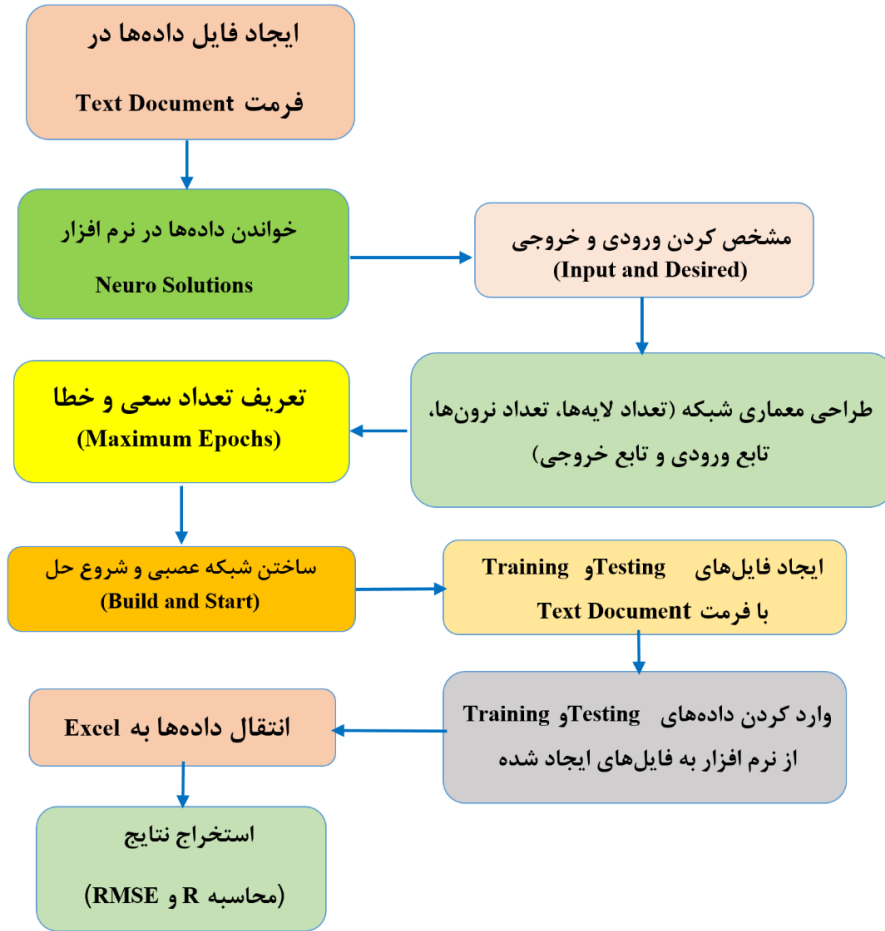 ایجاد فایل داده‌ها در
فرمت Text Document
خواندن داده‌ها در نرم افزار
Neuro Solutions
مشخص کردن ورودی و خروجی
(Input and Desired)
طراحی معماری شبکه (تعداد لایه‌ها، تعداد نرون‌ها،
تابع ورودی و تابع خروجی)
تعریف تعداد سعی و خطا
(Maximum Epochs)
ساختن شبکه عصبی و شروع حل
(Build and Start)
ایجاد فایل‌های Testingو Training
با فرمت Text Document
وارد کردن داده‌های Testingو Training
از نرم افزار به فایل‌های ایجاد شده
انتقال داده‌ها به Excel
استخراج نتایج
(محاسبه R و RMSE)